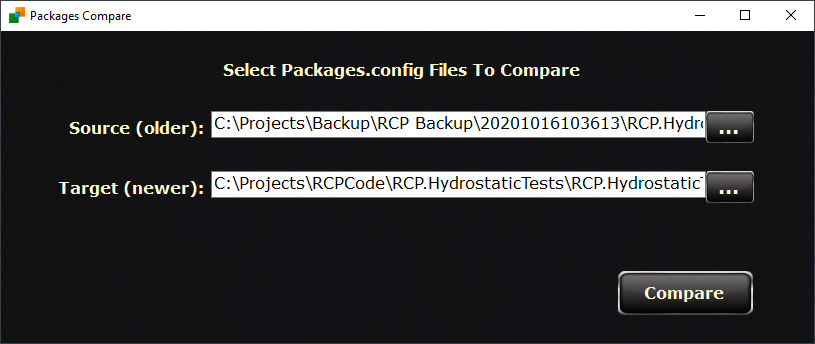 Packages Compare
Select Packages.config Files To Compare
Source (older): C:\Projects\Backup\RCP Backup\20201016103613\RCP.Hydro ...
Target (newer): C:\Projects\RCPCode\RCP.HydrostaticTests\RCP.HydrostaticT ...
Compare